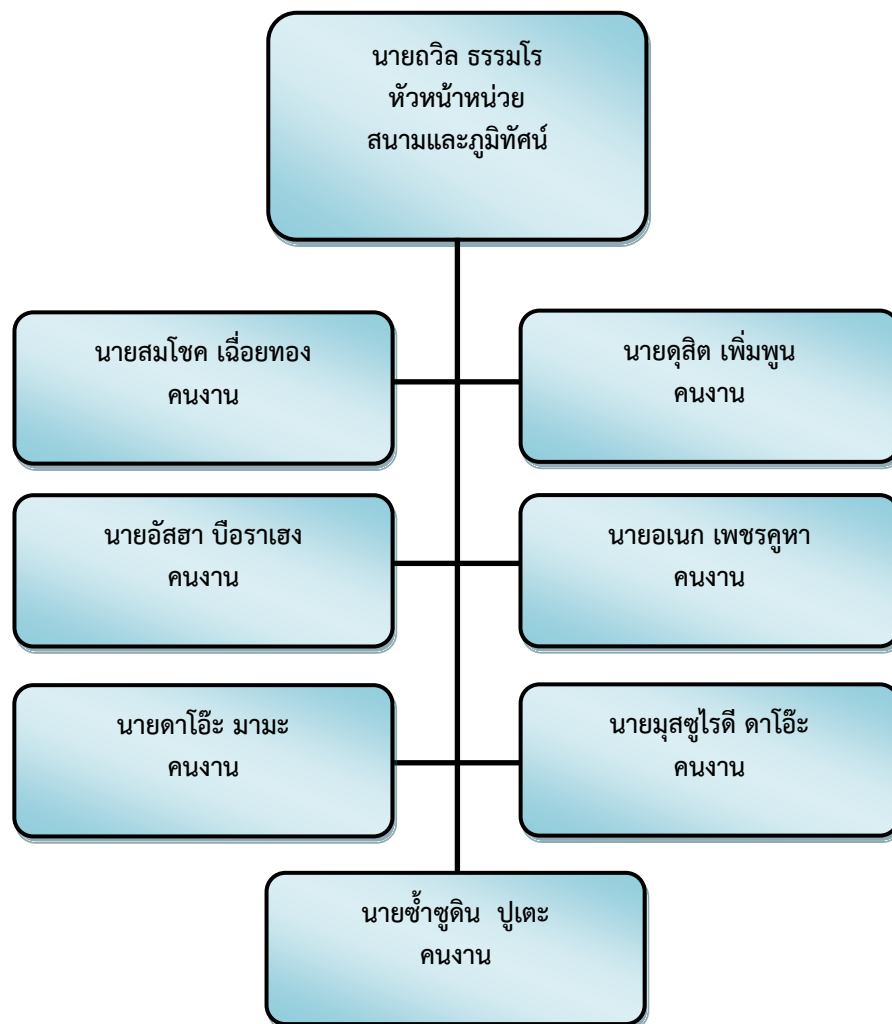 นายถวิล ธรรมโร
หัวหน้าหน่วย
สนามและภูมิทัศน์
นายสมโชค เฉื่อยทอง
คนงาน
นายดุสิต เพิ่มพูน
คนงาน
นายอัสฮา บือราเฮง
คนงาน
นายอเนก เพชรคูหา
คนงาน
นายดาโอ๊ะ มามะ
คนงาน
นายมุสซูไรดี ดาโอ๊ะ
คนงาน
นายซ้ำซูดิน ปูเตะ
คนงาน